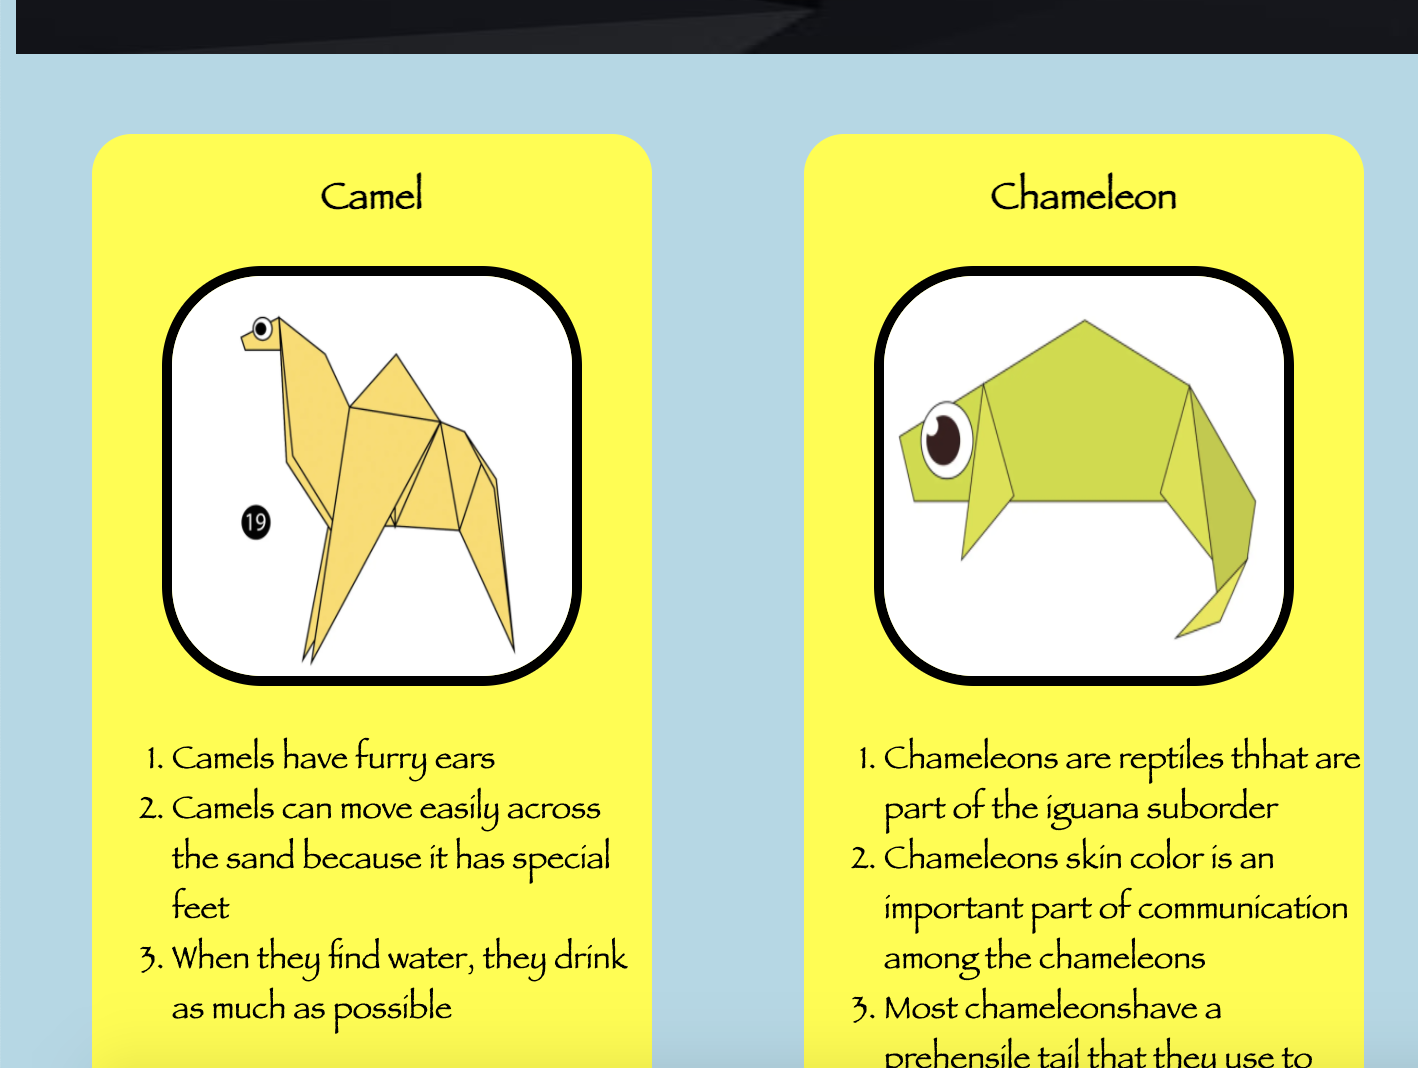 Camel
19
1. Camels have furry ears
2. Camels can move easily across
the sand because it has special
feet
3. When they find water, they drink
as much as possible
Chameleon
1. Chameleons are reptiles thhat are
part of the iguana suborder
2. Chameleons skin color is an
important part of communication
among the chameleons
3. Most chameleonshave a
prehensile tail that they use to